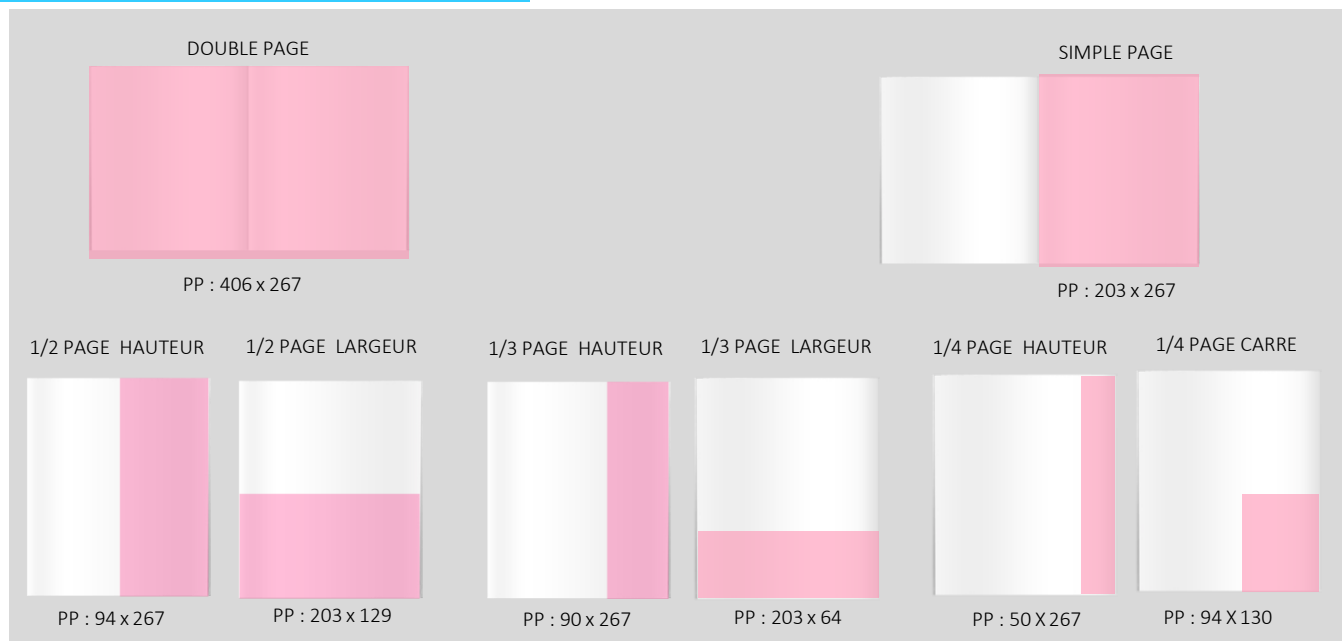 DOUBLE PAGE
SIMPLE PAGE
PP : 406 x 267
PP : 203 x 267
1/2 PAGE HAUTEUR
1/2 PAGE LARGEUR
1/3 PAGE HAUTEUR
1/3 PAGE LARGEUR
1/4 PAGE HAUTEUR
1/4 PAGE CARRE
PP : 94 x 267
PP : 203 x 129
PP : 90 x 267
PP : 203 x 64
PP : 50 X 267
PP : 94 X 130